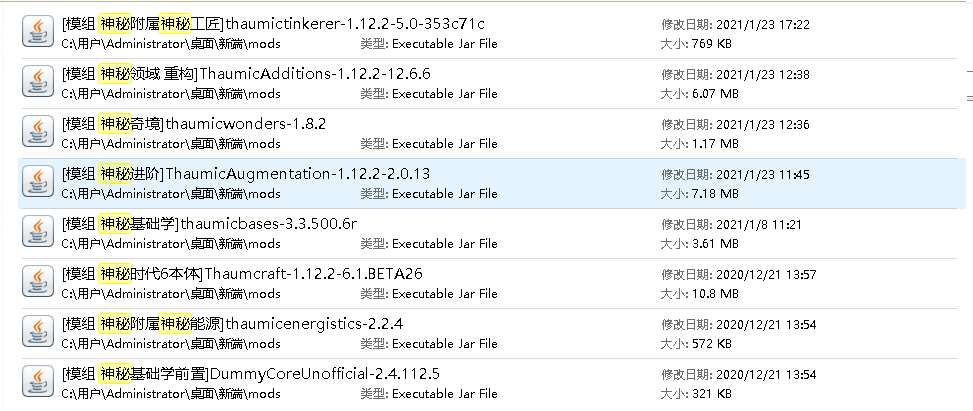 [模组 神秘附属神秘工匠]thaumictinkerer-1.12.2-5.0-353c71c 修改日期: 2021/1/23 17:22
C:\用户\Administrator\桌面\新端\mods 类型: Executable Jar File 大小: 769 KB
[模组 神秘领域 重构]ThaumicAdditions-1.12.2-12.6.6 修改日期: 2021/1/23 12:38
C:\用户\Administrator\桌面\新端\mods 类型: Executable Jar File 大小: 6.07 MB
[模组 神秘奇境]thaumicwonders-1.8.2 修改日期: 2021/1/23 12:36
C:\用户\Administrator\桌面\新端\mods 类型: Executable Jar File 大小: 1.17 MB
[模组 神秘进阶]ThaumicAugmentation-1.12.2-2.0.13 修改日期: 2021/1/23 11:45
C:\用户\Administrator\桌面\新端\mods 类型: Executable Jar File 大小: 7.18 MB
[模组 神秘基础学]thaumicbases-3.3.500.6r 修改日期: 2021/1/8 11:21
C:\用户\Administrator\桌面\新端\mods 类型: Executable Jar File 大小: 3.61 MB
[模组 神秘时代6本体]Thaumcraft-1.12.2-6.1.BETA26 修改日期: 2020/12/21 13:57
C:\用户\Administrator\桌面\新端\mods 类型: Executable Jar File 大小: 10.8 MB
[模组 神秘附属神秘能源]thaumicenergistics-2.2.4 修改日期: 2020/12/21 13:54
C:\用户\Administrator\桌面\新端\mods 类型: Executable Jar File 大小: 572 KB
[模组 神秘基础学前置]DummyCoreUnofficial-2.4.112.5 修改日期: 2020/12/21 13:54
C:\用户\Administrator\桌面\新端\mods 类型: Executable Jar File 大小: 321 KB